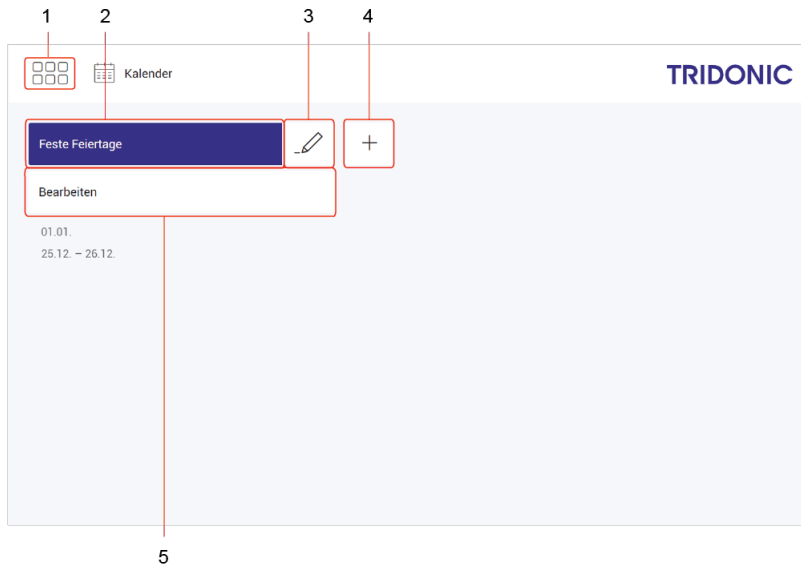 1 2 3 4
Kalender
TRIDONIC
Feste Feiertage
Bearbeiten
01.01.
25.12. – 26.12.
5